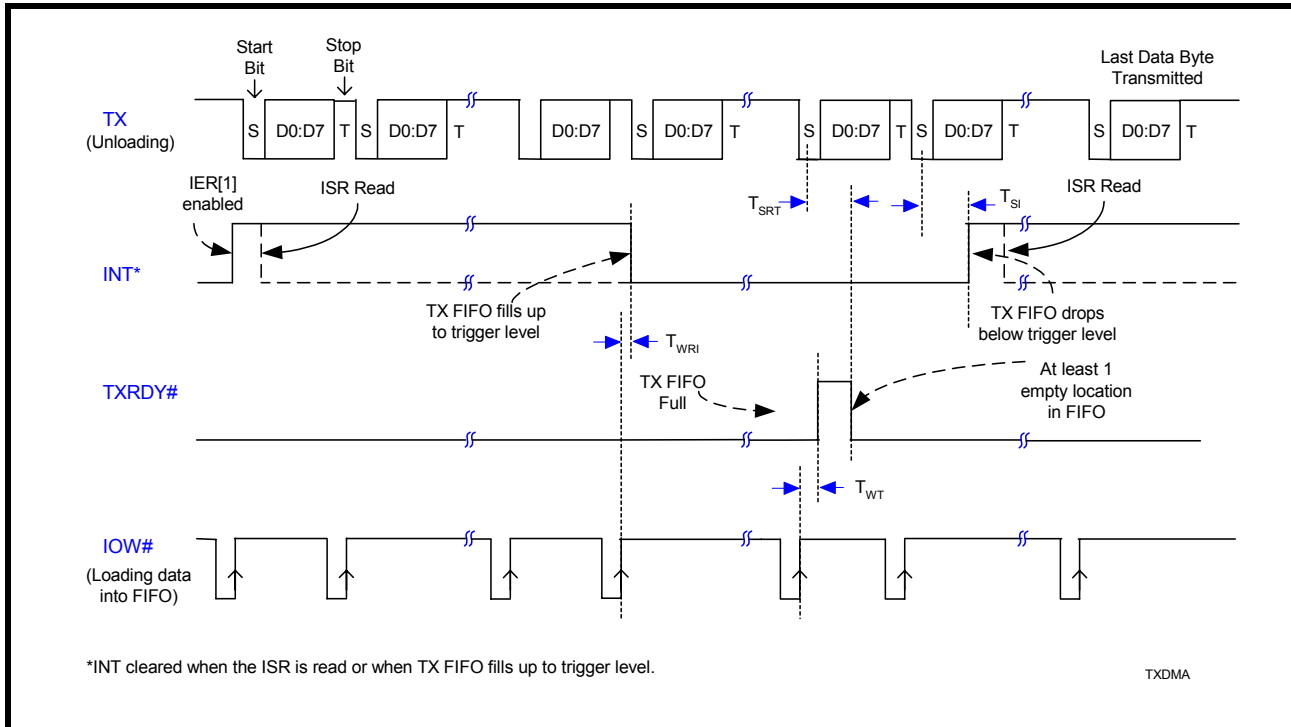 Start
Bit
Stop
Bit
Last Data Byte
Transmitted
TX
(Unloading)
S D0:D7 T S D0:D7 T D0:D7 S D0:D7 T S D0:D7 T S D0:D7 T S D0:D7 T
IER[1]
enabled
ISR Read
TSRT
TSI
ISR Read
INT*
TX FIFO fills up
to trigger level
TX FIFO drops
below trigger level
TWRI
TXRDY#
TX FIFO
Full
At least 1
empty location
in FIFO
TWT
IOW#
(Loading data
into FIFO)
*INT cleared when the ISR is read or when TX FIFO fills up to trigger level.
TXDMA